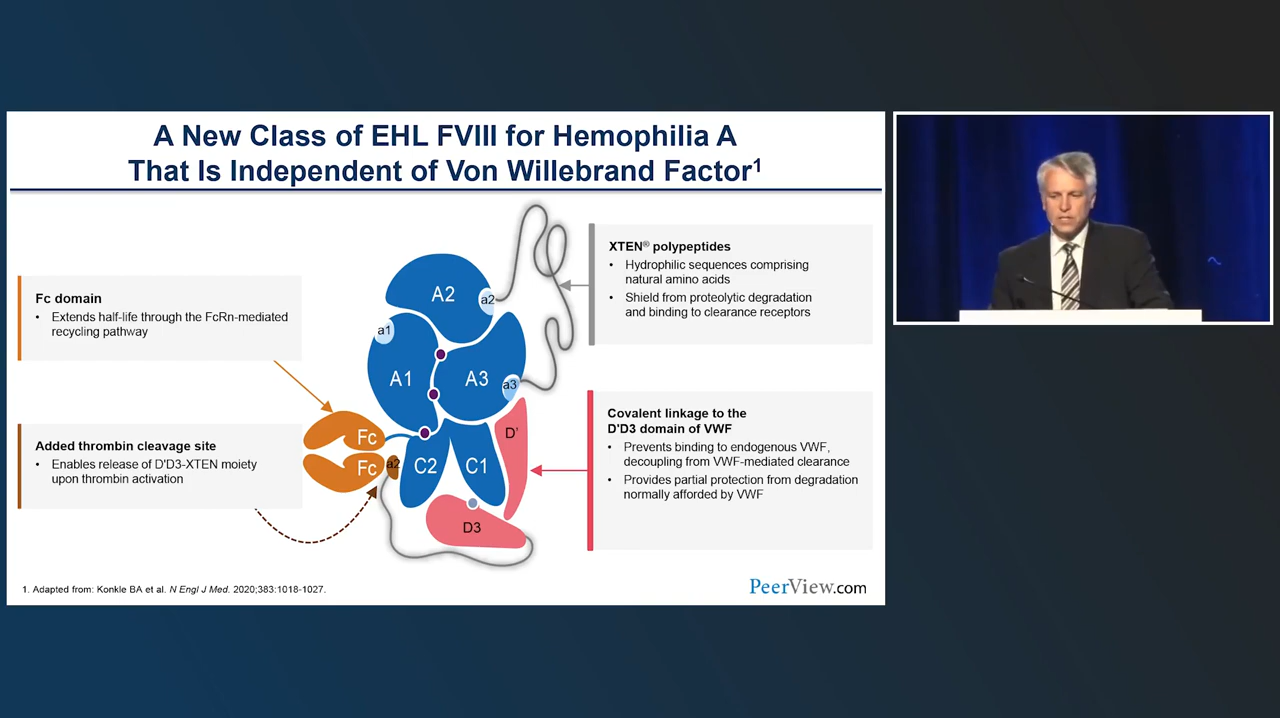 A New Class of EHL FVIII for Hemophilia A
That Is Independent of Von Willebrand Factor1
Fc domain
• Extends half-life through the FcRn-mediated
recycling pathway
Added thrombin cleavage site
• Enables release of D'D3-XTEN moiety
upon thrombin activation
A2
a2
a1
A1
A3
a3
Fc
Fc
a2
C2
C1
D'
D3
XTEN® polypeptides
• Hydrophilic sequences comprising
natural amino acids
• Shield from proteolytic degradation
and binding to clearance receptors
Covalent linkage to the
D'D3 domain of VWF
• Prevents binding to endogenous VWF,
decoupling from VWF-mediated clearance
• Provides partial protection from degradation
normally afforded by VWF
1. Adapted from: Konkle BA et al. N Engl J Med. 2020;383:1018-1027.
PeerView.com